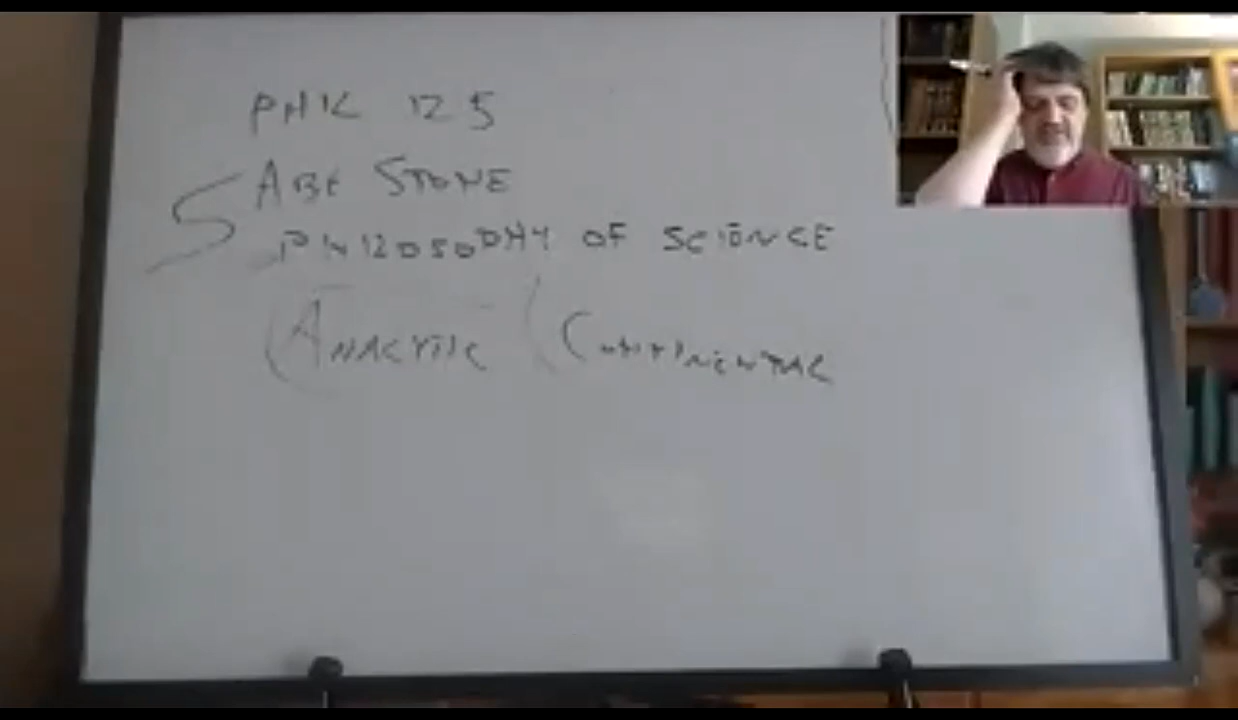 PHIL 125
ABE STONE
PHILOSOPHY OF SCIENCE
ANALYTIC CONTINENTAL